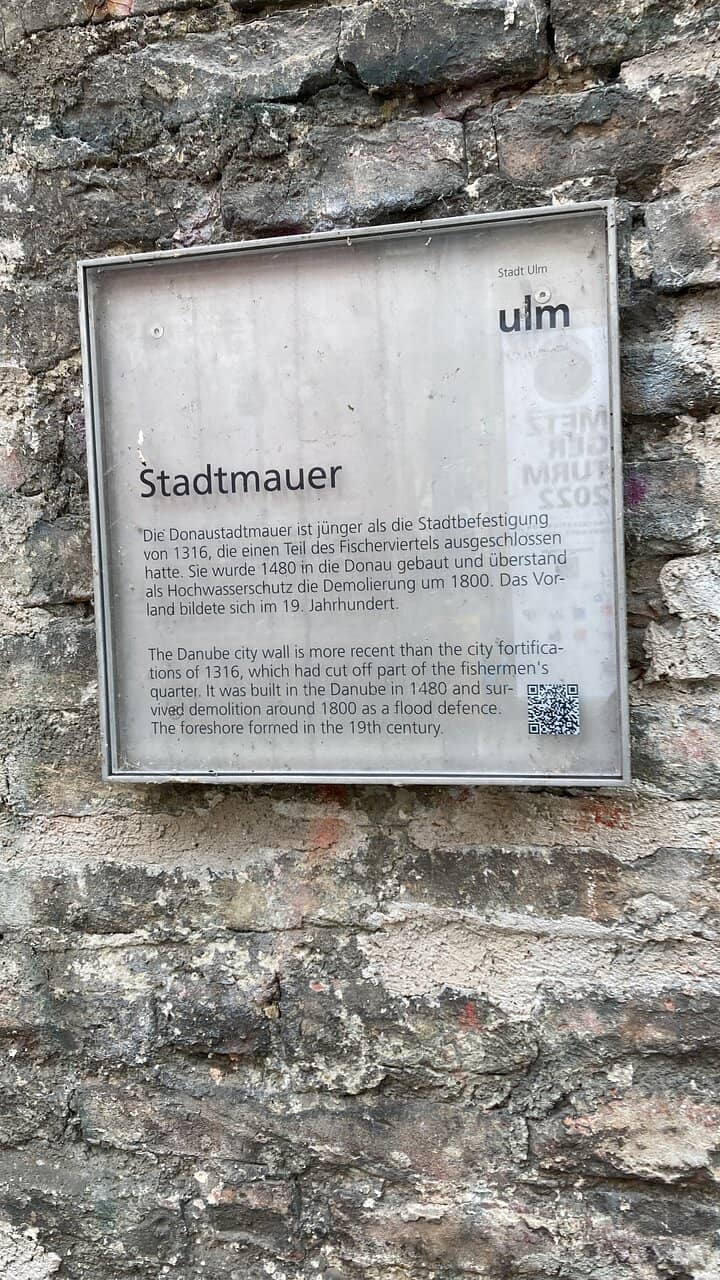 Stadt Ulm
ulm
METZ
GER
TURM
2022
Stadtmauer
Die Donaustadtmauer ist jünger als die Stadtbefestigung
von 1316, die einen Teil des Fischerviertels ausgeschlossen
hatte. Sie wurde 1480 in die Donau gebaut und überstand
als Hochwasserschutz die Demolierung um 1800. Das Vor-
land bildete sich im 19. Jahrhundert.
The Danube city wall is more recent than the city fortifica-
tions of 1316, which had cut off part of the fishermen's
quarter. It was built in the Danube in 1480 and sur-
vived demolition around 1800 as a flood defence.
The foreshore formed in the 19th century.